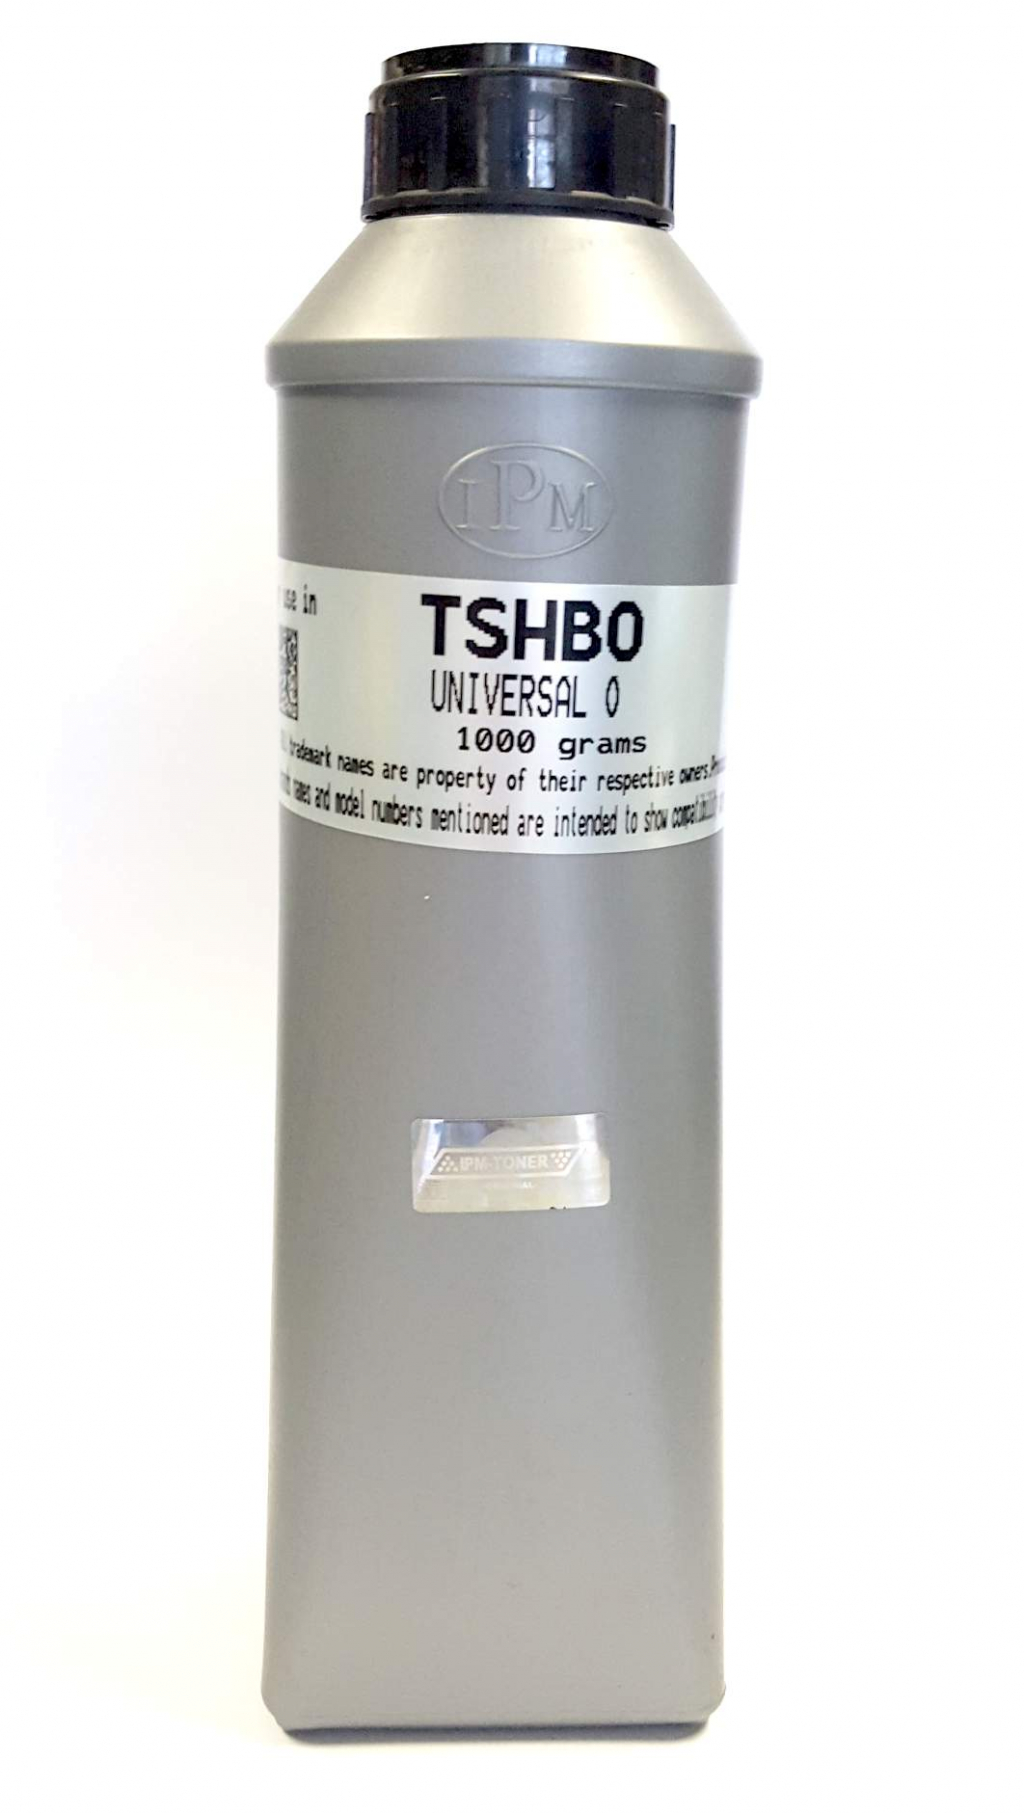 IPM
use in
TSHBO
UNIVERSAL 0
1000 grams
trademark names are property of their respective owners.
names and model numbers mentioned are intended to show compatibility
IPM-TONER